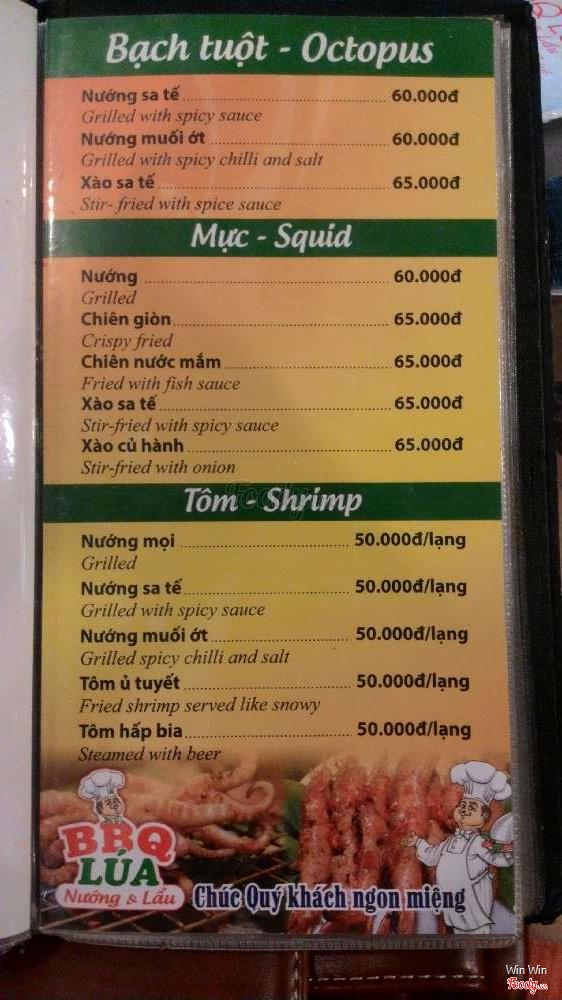 Bạch tuột - Octopus
Nướng sa tế 60.000đ
Grilled with spicy sauce
Nướng muối ớt 60.000đ
Grilled with spicy chilli and salt
Xào sa tế 65.000đ
Stir- fried with spice sauce
Mực - Squid
Nướng 60.000đ
Grilled
Chiên giòn 65.000đ
Crispy fried
Chiên nước mắm 65.000đ
Fried with fish sauce
Xào sa tế 65.000đ
Stir-fried with spicy sauce
Xào củ hành 65.000đ
Stir-fried with onion
Tôm - Shrimp
Nướng mọi 50.000đ/lạng
Grilled
Nướng sa tế 50.000đ/lạng
Grilled with spicy sauce
Nướng muối ớt 50.000đ/lạng
Grilled spicy chilli and salt
Tôm ủ tuyết 50.000đ/lạng
Fried shrimp served like snowy
Tôm hấp bia 50.000đ/lạng
Steamed with beer
BBQ
LÚA
Nướng & Lẩu
Chúc Quý khách ngon miệng
Win Win
Foody.vn